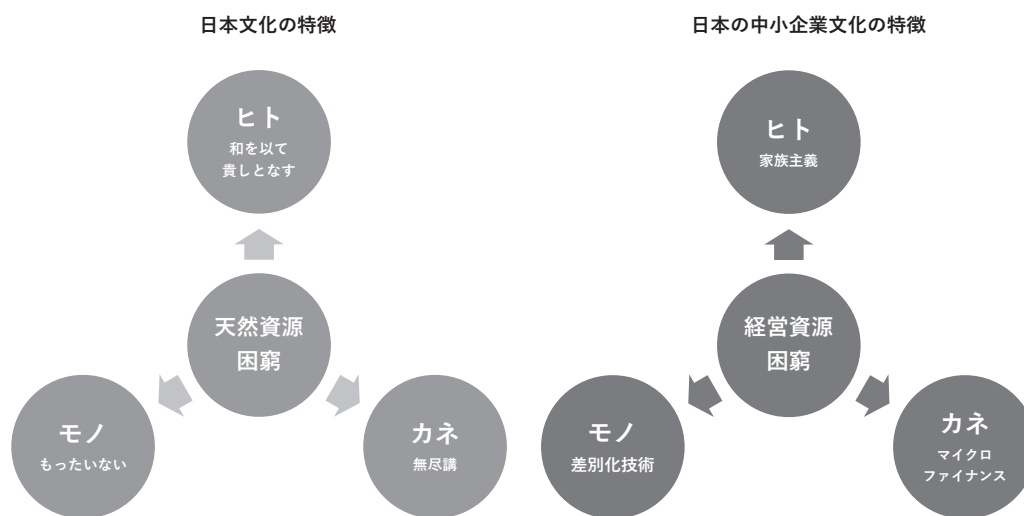 日本文化の特徴
ヒト
和を以て
貴しとなす
天然資源
困窮
モノ
もったいない
カネ
無尽講
日本の中小企業文化の特徴
ヒト
家族主義
経営資源
困窮
モノ
差別化技術
カネ
マイクロ
ファイナンス